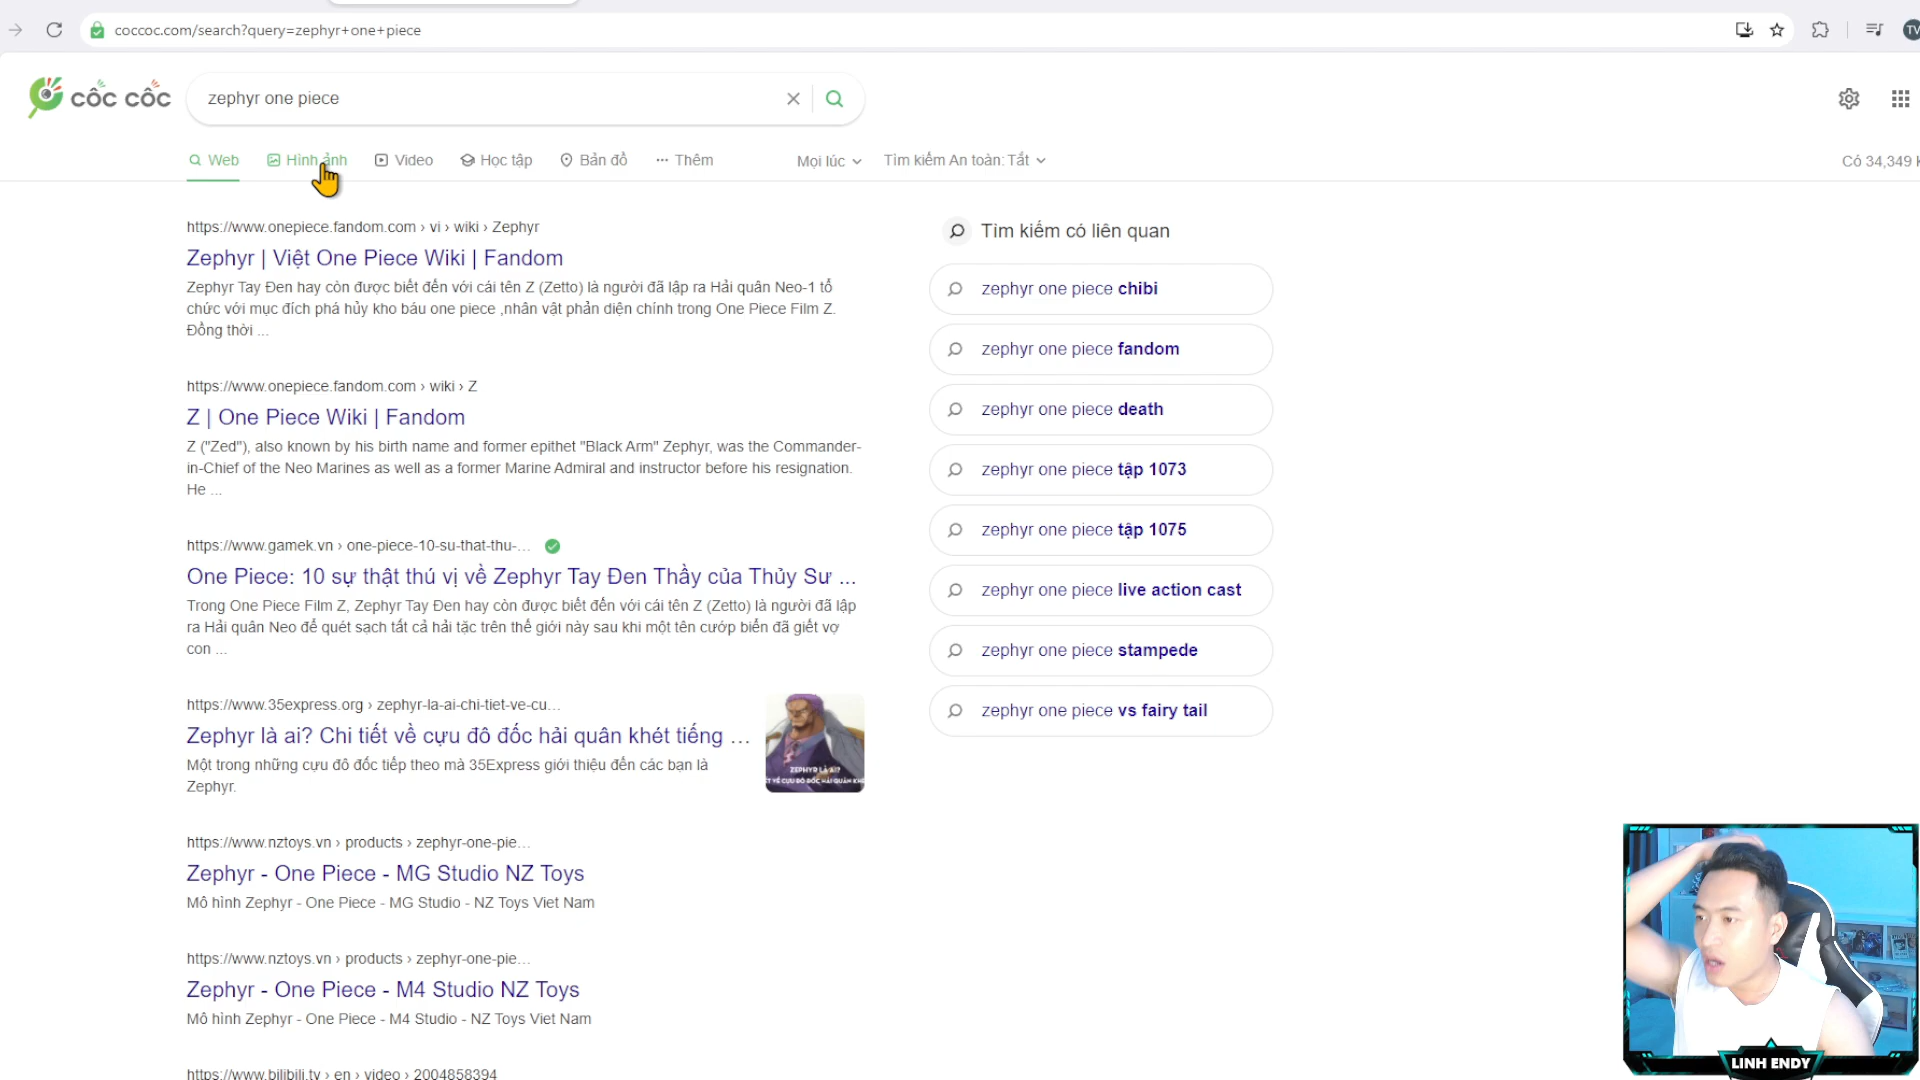 coccoc.com/search?query=zephyr+one+piece
TV
cốc cốc
zephyr one piece
Web
Hình ảnh
Video
Học tập
Bản đồ
Thêm
Mọi lúc
Tìm kiếm An toàn: Tắt
Có 34,349 k
https://www.onepiece.fandom.com › vi › wiki › Zephyr
Zephyr | Việt One Piece Wiki | Fandom
Zephyr Tay Đen hay còn được biết đến với cái tên Z (Zetto) là người đã lập ra Hải quân Neo-1 tổ
chức với mục đích phá hủy kho báu one piece ,nhân vật phản diện chính trong One Piece Film Z.
Đồng thời ...
https://www.onepiece.fandom.com › wiki › Z
Z | One Piece Wiki | Fandom
Z ("Zed"), also known by his birth name and former epithet "Black Arm" Zephyr, was the Commander-
in-Chief of the Neo Marines as well as a former Marine Admiral and instructor before his resignation.
He ...
https://www.gamek.vn › one-piece-10-su-that-thu-...
One Piece: 10 sự thật thú vị về Zephyr Tay Đen Thầy của Thủy Sư ...
Trong One Piece Film Z, Zephyr Tay Đen hay còn được biết đến với cái tên Z (Zetto) là người đã lập
ra Hải quân Neo để quét sạch tất cả hải tặc trên thế giới này sau khi một tên cướp biển đã giết vợ
con ...
https://www.35express.org › zephyr-la-ai-chi-tiet-ve-cu...
Zephyr là ai? Chi tiết về cựu đô đốc hải quân khét tiếng ...
Một trong những cựu đô đốc tiếp theo mà 35Express giới thiệu đến các bạn là
Zephyr.
ZEPHYR LÀ AI?
T VỀ CỰU ĐÔ ĐỐC HẢI QUÂN KH
https://www.nztoys.vn › products › zephyr-one-pie...
Zephyr - One Piece - MG Studio NZ Toys
Mô hình Zephyr - One Piece - MG Studio - NZ Toys Viet Nam
https://www.nztoys.vn › products › zephyr-one-pie...
Zephyr - One Piece - M4 Studio NZ Toys
Mô hình Zephyr - One Piece - M4 Studio - NZ Toys Viet Nam
https://www.bilibili.tv › en › video › 2004858394
Tìm kiếm có liên quan
zephyr one piece chibi
zephyr one piece fandom
zephyr one piece death
zephyr one piece tập 1073
zephyr one piece tập 1075
zephyr one piece live action cast
zephyr one piece stampede
zephyr one piece vs fairy tail
LINH ENDY